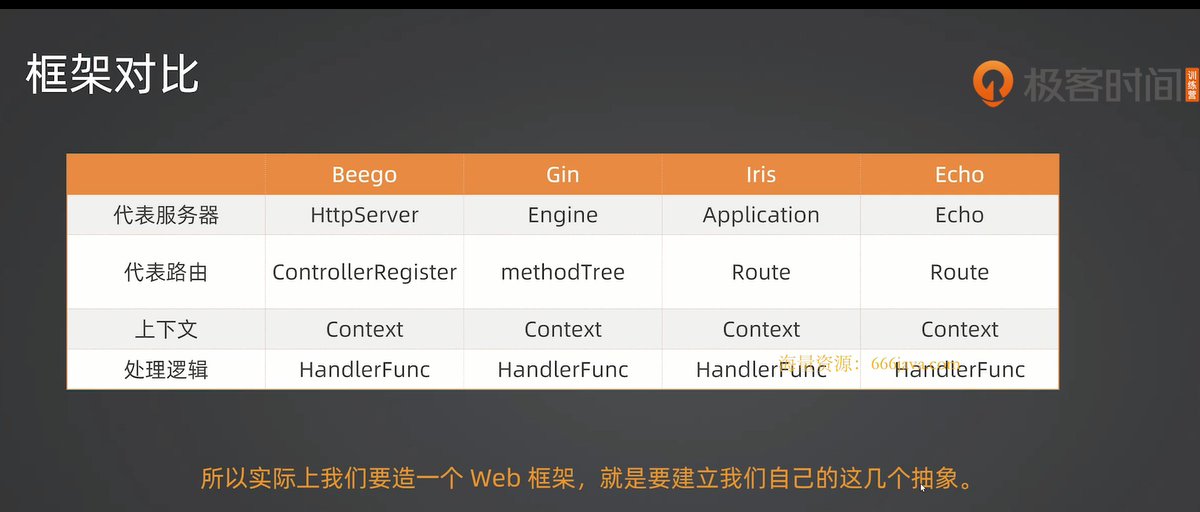 框架对比
极客时间
训练营
Beego Gin Iris Echo
代表服务器 HttpServer Engine Application Echo
代表路由 ControllerRegister methodTree Route Route
上下文 Context Context Context Context
处理逻辑 HandlerFunc HandlerFunc HandlerFunc HandlerFunc
海量资源：666java.com
所以实际上我们要造一个 Web 框架，就是要建立我们自己的这几个抽象。